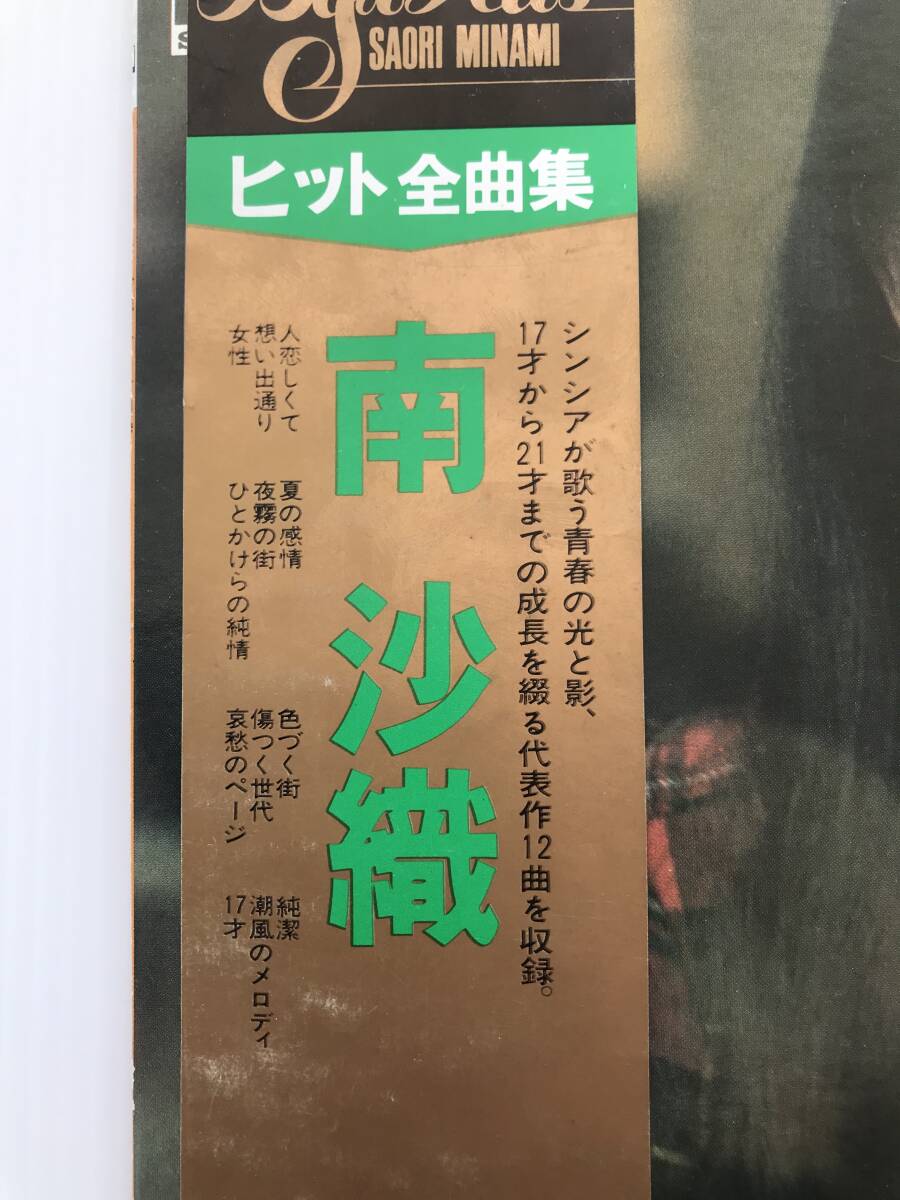 SAORI MINAMI
ヒット全曲集
シンシアが歌う青春の光と影、
17才から21才までの成長を綴る代表作12曲を収録。
南 沙織
人恋しくて
想い出通り
女性
夏の感情
夜霧の街
ひとかけらの純情
色づく街
傷つく世代
哀愁のページ
純潔
潮風のメロディ
17才